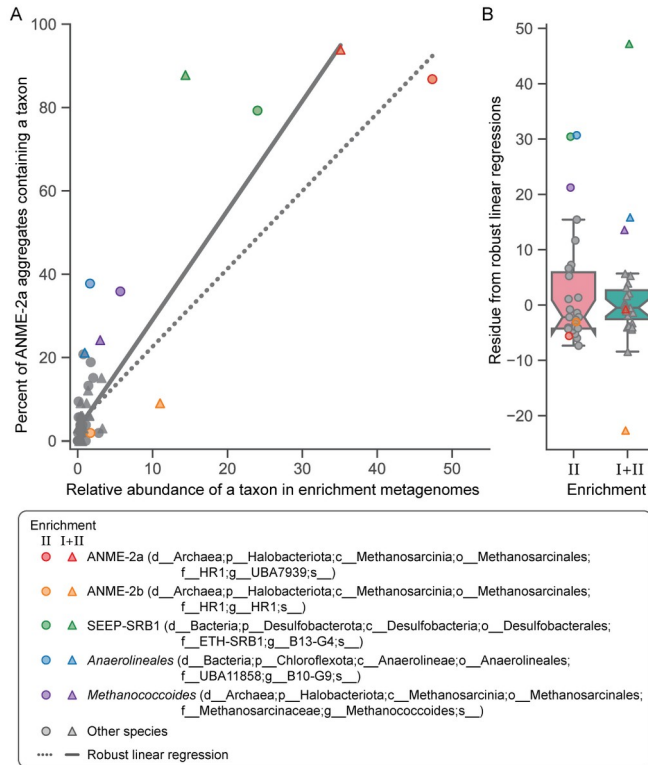 A
B
Percent of ANME-2a aggregates containing a taxon
100
80
60
40
20
0
0
10
20
30
40
50
Relative abundance of a taxon in enrichment metagenomes
Residue from robust linear regressions
50
40
30
20
10
0
−10
−20
II
I+II
Enrichment
Enrichment
II I+II
ANME-2a (d__Archaea;p__Halobacteriota;c__Methanosarcinia;o__Methanosarcinales;
f__HR1;g__UBA7939;s__)
ANME-2b (d__Archaea;p__Halobacterota;c__Methanosarcinia;o__Methanosarcinales;
f__HR1;g__HR1;s__)
SEEP-SRB1 (d__Bacteria;p__Desulfobacterota;c__Desulfobacteria;o__Desulfobacterales;
f__ETH-SRB1;g__B13-G4;s__)
Anaerolineales (d__Bacteria;p__Chloroflexota;c__Anaerolineae;o__Anaerolineales;
f__UBA11858;g__B10-G9;s__)
Methanococcoides (d__Archaea;p__Halobacteriota;c__Methanosarcinia;o__Methanosarcinales;
f__Methanosarcinaceae;g__Methanococcoides;s__)
Other species
Robust linear regression